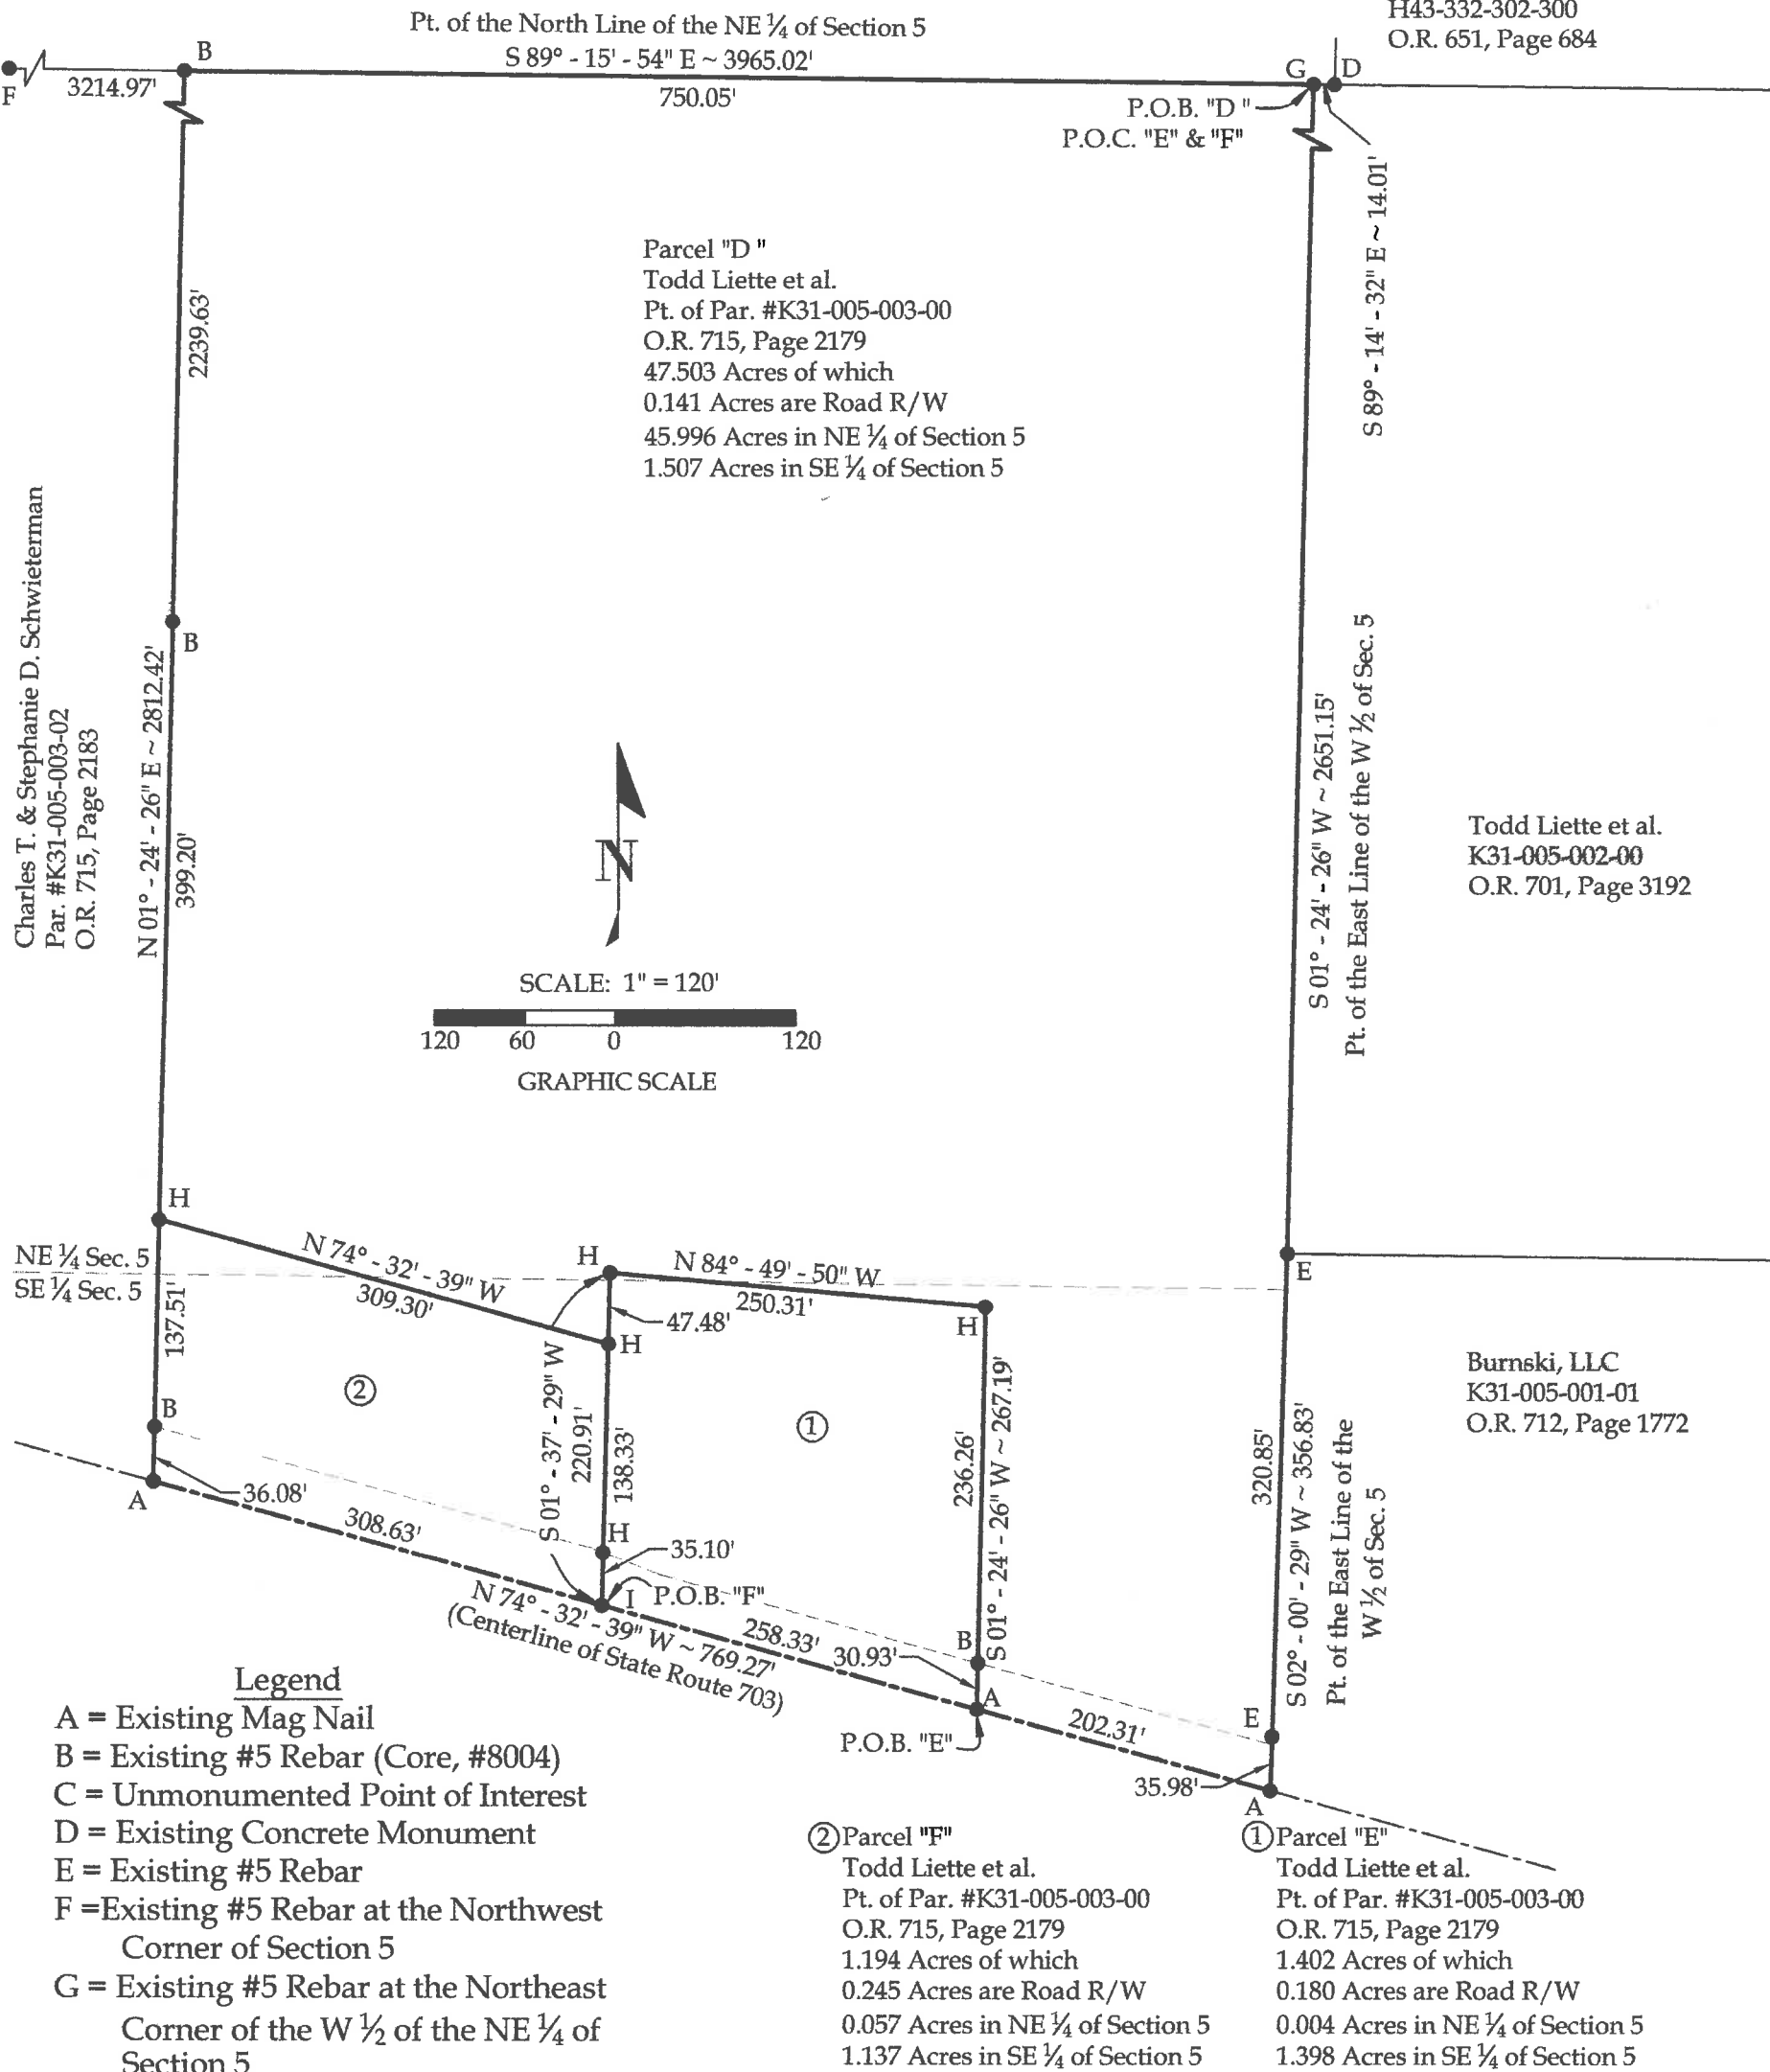 H43-332-302-300
O.R. 651, Page 684
Pt. of the North Line of the NE ¼ of Section 5
S 89° - 15' - 54" E ~ 3965.02'
F
3214.97'
B
750.05'
G
D
P.O.B. "D "
P.O.C. "E" & "F"
S 89° - 14' - 32" E ~ 14.01'
Parcel "D "
Todd Liette et al.
Pt. of Par. #K31-005-003-00
O.R. 715, Page 2179
47.503 Acres of which
0.141 Acres are Road R/W
45.996 Acres in NE ¼ of Section 5
1.507 Acres in SE ¼ of Section 5
2239.63'
B
Charles T. & Stephanie D. Schwieterman
Par. #K31-005-003-02
O.R. 715, Page 2183
N 01° - 24' - 26" E ~ 2812.42'
399.20'
S 01° - 24' - 26" W ~ 2651.15'
Pt. of the East Line of the W ½ of Sec. 5
Todd Liette et al.
K31-005-002-00
O.R. 701, Page 3192
N
SCALE: 1" = 120'
120 60 0 120
GRAPHIC SCALE
H
NE ¼ Sec. 5
SE ¼ Sec. 5
N 74° - 32' - 39" W
309.30'
H
N 84° - 49' - 50" W
250.31'
47.48'
H
H
E
137.51'
B
2
1
S 01° - 37' - 29" W
220.91'
138.33'
236.26'
S 01° - 24' - 26" W ~ 267.19'
320.85'
S 02° - 00' - 29" W ~ 356.83'
Pt. of the East Line of the
W ½ of Sec. 5
Burnski, LLC
K31-005-001-01
O.R. 712, Page 1772
A
36.08'
308.63'
H
35.10'
I
P.O.B. "F"
N 74° - 32' - 39" W ~ 769.27'
(Centerline of State Route 703)
258.33'
30.93'
B
A
P.O.B. "E"
202.31'
E
35.98'
A
Legend
A = Existing Mag Nail
B = Existing #5 Rebar (Core, #8004)
C = Unmonumented Point of Interest
D = Existing Concrete Monument
E = Existing #5 Rebar
F =Existing #5 Rebar at the Northwest
Corner of Section 5
G = Existing #5 Rebar at the Northeast
Corner of the W ½ of the NE ¼ of
Section 5
2 Parcel "F"
Todd Liette et al.
Pt. of Par. #K31-005-003-00
O.R. 715, Page 2179
1.194 Acres of which
0.245 Acres are Road R/W
0.057 Acres in NE ¼ of Section 5
1.137 Acres in SE ¼ of Section 5
1 Parcel "E"
Todd Liette et al.
Pt. of Par. #K31-005-003-00
O.R. 715, Page 2179
1.402 Acres of which
0.180 Acres are Road R/W
0.004 Acres in NE ¼ of Section 5
1.398 Acres in SE ¼ of Section 5